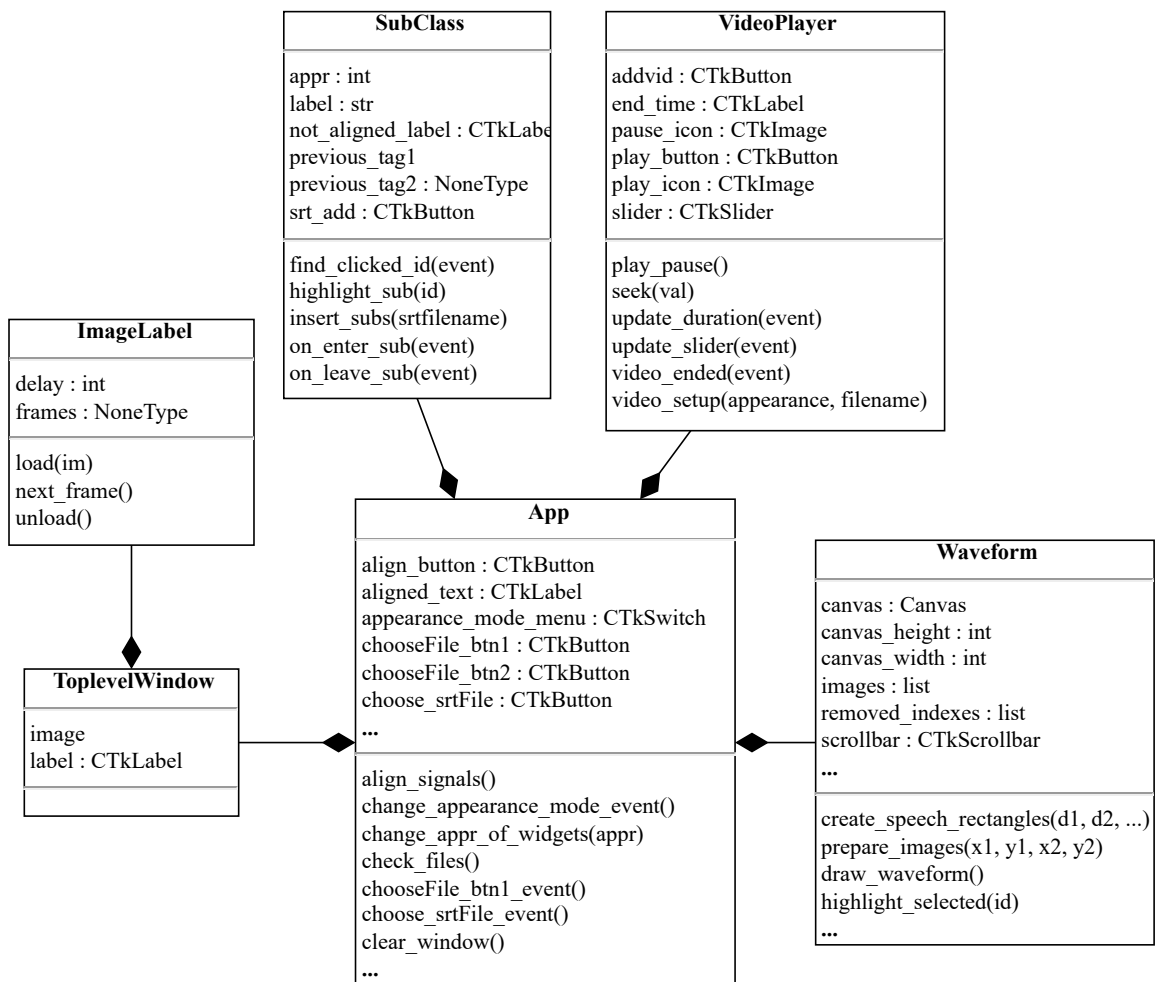 SubClass
appr : int
label : str
not_aligned_label : CTkLabe
previous_tag1
previous_tag2 : NoneType
srt_add : CTkButton
find_clicked_id(event)
highlight_sub(id)
insert_subs(srtfilename)
on_enter_sub(event)
on_leave_sub(event)
VideoPlayer
addvid : CTkButton
end_time : CTkLabel
pause_icon : CTkImage
play_button : CTkButton
play_icon : CTkImage
slider : CTkSlider
play_pause()
seek(val)
update_duration(event)
update_slider(event)
video_ended(event)
video_setup(appearance, filename)
ImageLabel
delay : int
frames : NoneType
load(im)
next_frame()
unload()
ToplevelWindow
image
label : CTkLabel
App
align_button : CTkButton
aligned_text : CTkLabel
appearance_mode_menu : CTkSwitch
chooseFile_btn1 : CTkButton
chooseFile_btn2 : CTkButton
choose_srtFile : CTkButton
...
align_signals()
change_appearance_mode_event()
change_appr_of_widgets(appr)
check_files()
chooseFile_btn1_event()
choose_srtFile_event()
clear_window()
...
Waveform
canvas : Canvas
canvas_height : int
canvas_width : int
images : list
removed_indexes : list
scrollbar : CTkScrollbar
...
create_speech_rectangles(d1, d2, ...)
prepare_images(x1, y1, x2, y2)
draw_waveform()
highlight_selected(id)
...